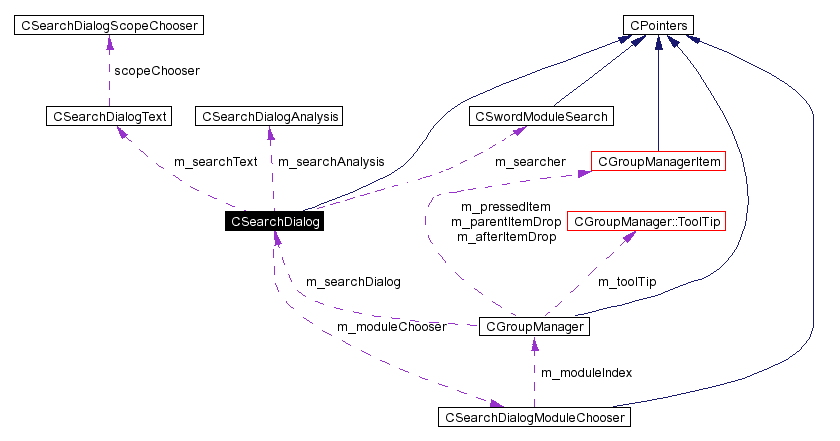 CSearchDialogScopeChooser
CPointers
scopeChooser
CSearchDialogText
CSearchDialogAnalysis
CSwordModuleSearch
m_searchText
m_searchAnalysis
m_searcher
CGroupManagerItem
m_pressedItem
m_parentItemDrop
m_afterItemDrop
CSearchDialog
CGroupManager::ToolTip
m_searchDialog
m_toolTip
m_moduleChooser
CGroupManager
m_moduleIndex
CSearchDialogModuleChooser